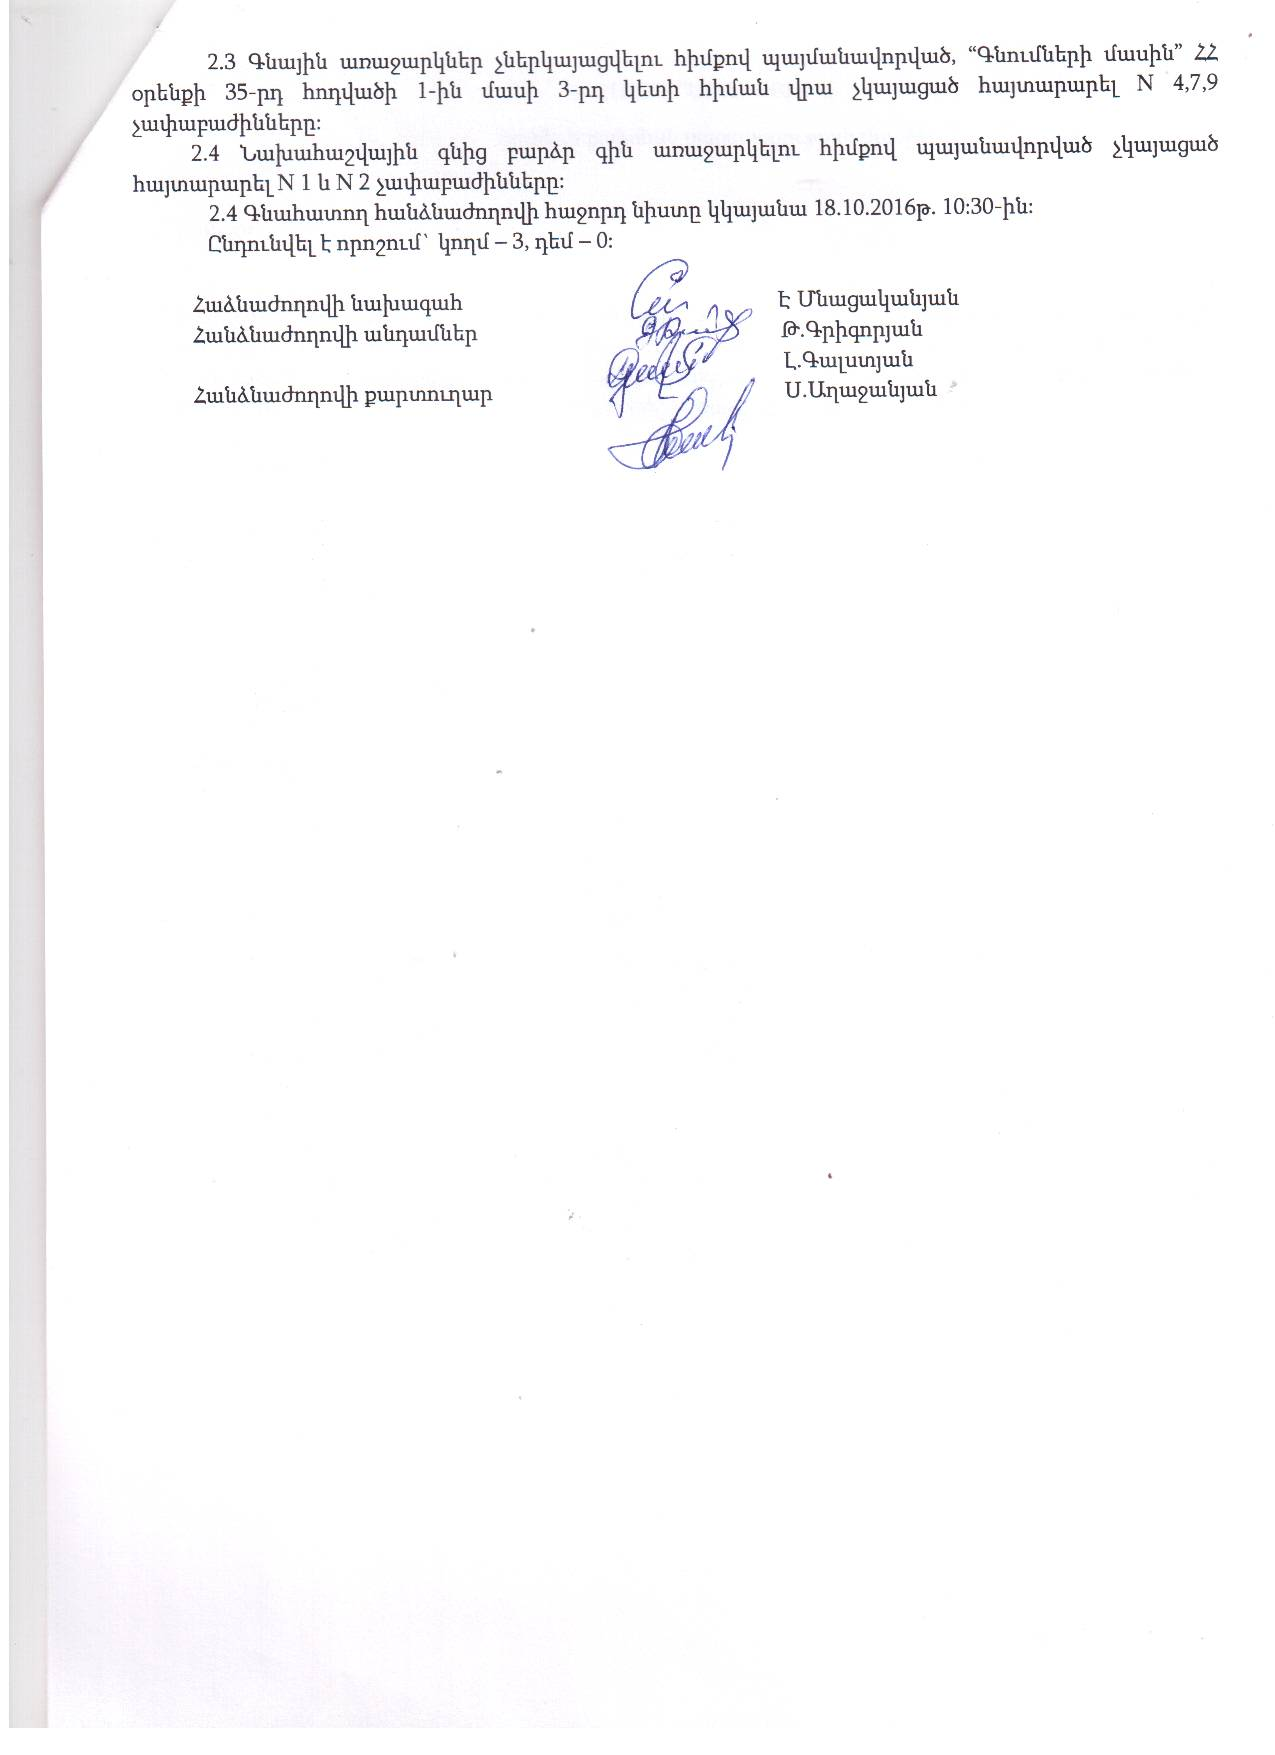 2.3 Գնային առաջարկներ չներկայացվելու հիմքով պայմանավորված, “Գնումների մասին” ՀՀ
օրենքի 35-րդ հոդվածի 1-ին մասի 3-րդ կետի հիման վրա չկայացած հայտարարել N 4,7,9
չափաբաժինները:
2.4 Նախահաշվային գնից բարձր գին առաջարկելու հիմքով պայանավորված չկայացած
հայտարարել N 1 և N 2 չափաբաժինները:
2.4 Գնահատող հանձնաժողովի հաջորդ նիստը կկայանա 18.10.2016թ. 10:30-ին:
Ընդունվել է որոշում՝ կողմ – 3, դեմ – 0:
Հաձնաժողովի նախագահ Է Մնացականյան
Հանձնաժողովի անդամներ Թ.Գրիգորյան
Լ.Գալստյան
Հանձնաժողովի քարտուղար Ս.Աղաջանյան